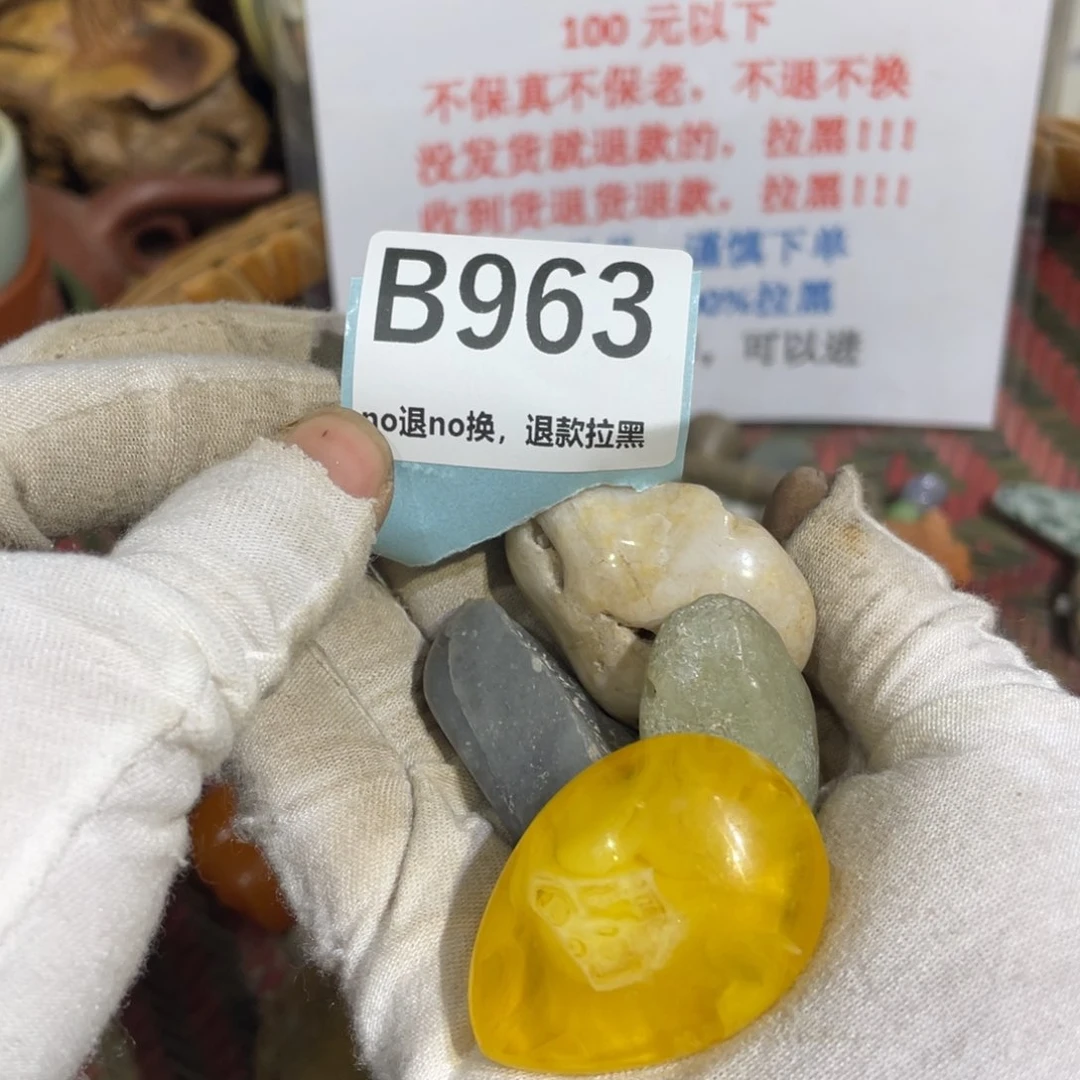 100 元以下
不保真不保老，不退不换
没发货就退款的，拉黑！！！
收到货退货退款，拉黑！！！
谨慎下单
0%拉黑
，可以进
B963
no退no换，退款拉黑